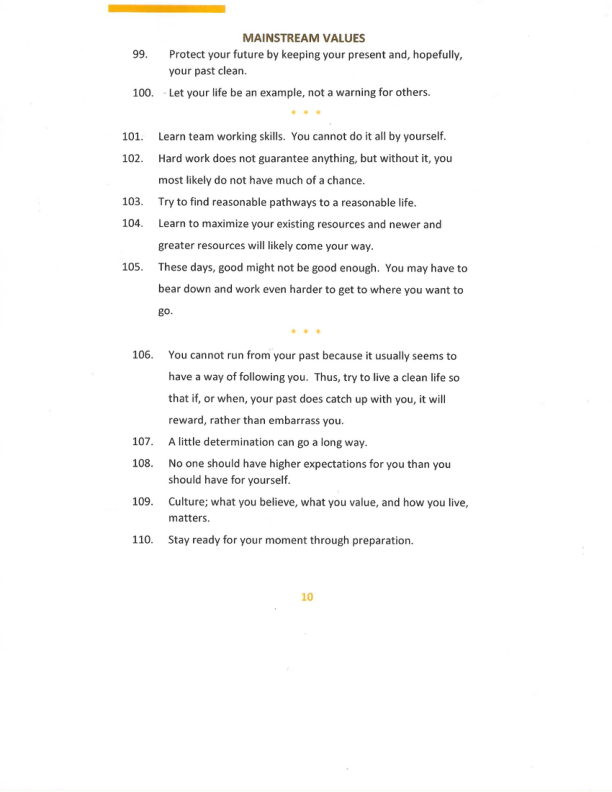 MAINSTREAM VALUES
99. Protect your future by keeping your present and, hopefully,
your past clean.
100. Let your life be an example, not a warning for others.
* * *
101. Learn team working skills. You cannot do it all by yourself.
102. Hard work does not guarantee anything, but without it, you
most likely do not have much of a chance.
103. Try to find reasonable pathways to a reasonable life.
104. Learn to maximize your existing resources and newer and
greater resources will likely come your way.
105. These days, good might not be good enough. You may have to
bear down and work even harder to get to where you want to
go.
* * *
106. You cannot run from your past because it usually seems to
have a way of following you. Thus, try to live a clean life so
that if, or when, your past does catch up with you, it will
reward, rather than embarrass you.
107. A little determination can go a long way.
108. No one should have higher expectations for you than you
should have for yourself.
109. Culture; what you believe, what you value, and how you live,
matters.
110. Stay ready for your moment through preparation.
10